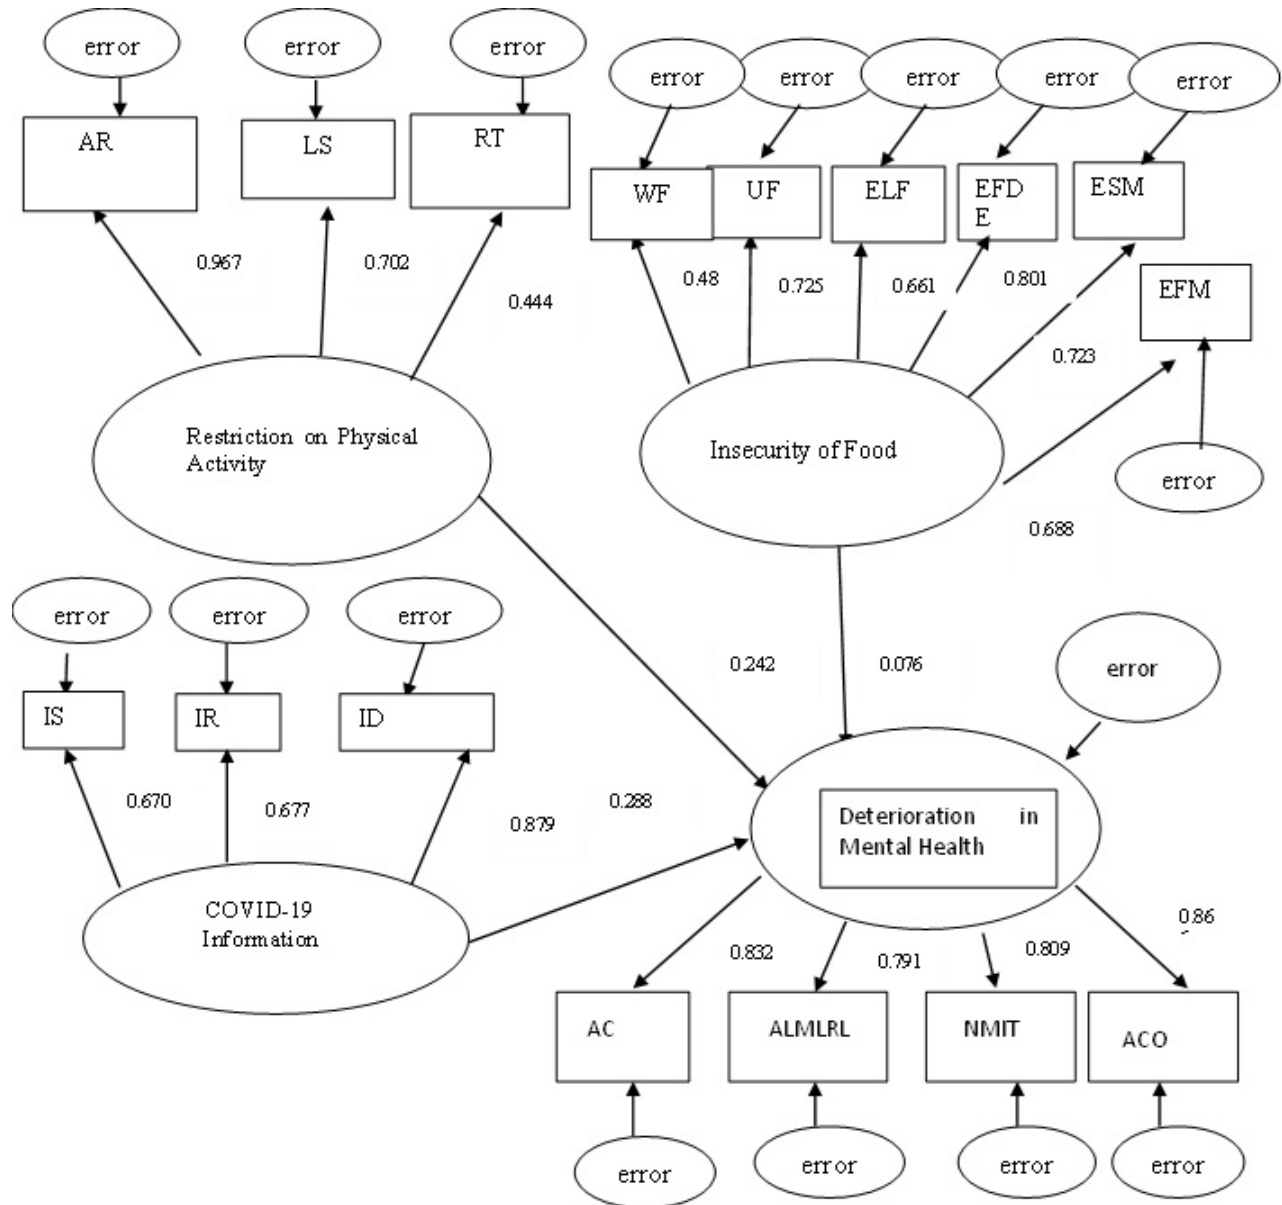 error
error
error
error
error
error
error
error
AR
LS
RT
WF
UF
ELF
EFD
E
ESM
0.967
0.702
0.444
0.48
0.725
0.661
0.801
0.723
EFM
Restriction on Physical
Activity
Insecurity of Food
error
0.688
error
error
error
0.242
0.076
error
IS
IR
ID
0.670
0.677
0.879
0.288
Deterioration in
Mental Health
COVID-19
Information
0.832
0.791
0.809
0.86
AC
ALMLRL
NMIT
ACO
error
error
error
error